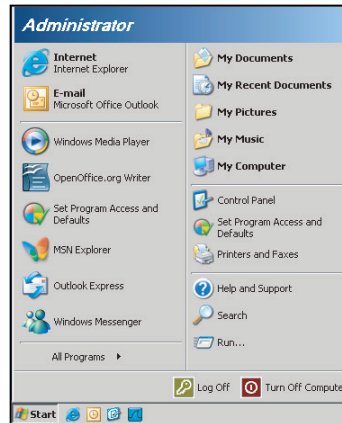 Administrator
Internet
Internet Explorer
E-mail
Microsoft Office Outlook
Windows Media Player
OpenOffice.org Writer
Set Program Access and
Defaults
MSN Explorer
Outlook Express
Windows Messenger
All Programs
My Documents
My Recent Documents
My Pictures
My Music
My Computer
Control Panel
Set Program Access and
Defaults
Printers and Faxes
Help and Support
Search
Run...
Log Off
Turn Off Compute
Start